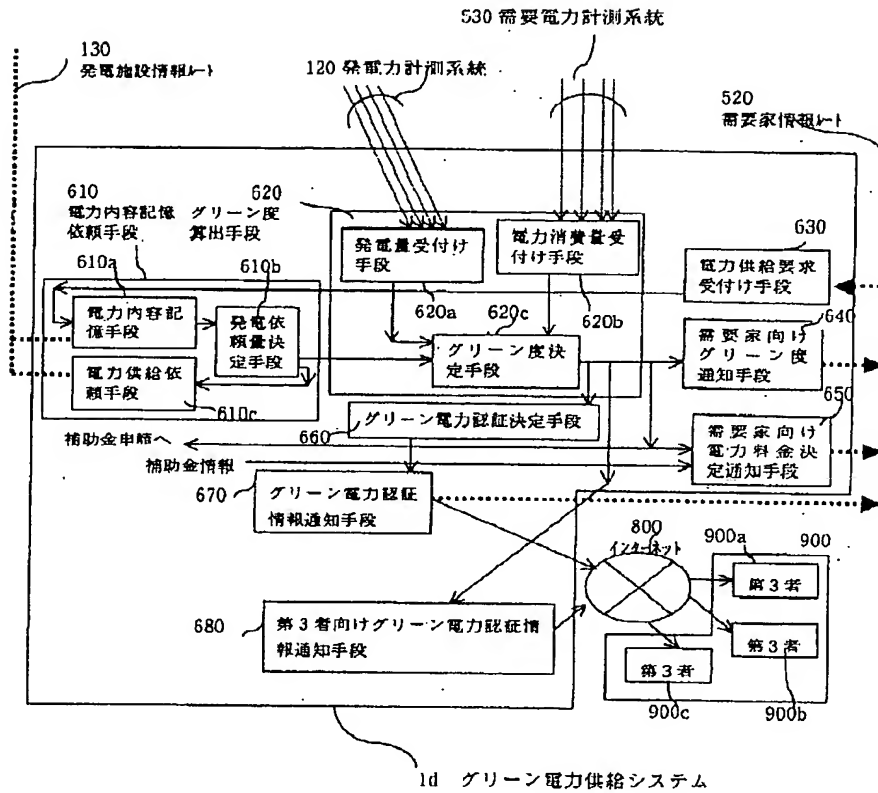 530 需要電力計測系統
130
発電施設情報ルート
120 発電力計測系統
520
需要家情報ルート
610
電力内容記憶
依頼手段
620
グリーン度
算出手段
610a
電力内容記
憶手段
610b
発電依
頼量決
定手段
電力供給依
頼手段
610c
発電量受付け
手段
620a
電力消費量受
付け手段
620b
620c
グリーン度決
定手段
630
電力供給要求
受付け手段
640
需要家向け
グリーン度
通知手段
650
需要家向け
電力料金決
定通知手段
660
グリーン電力認証決定手段
補助金申請へ
補助金情報
670
グリーン電力認証
情報通知手段
680
第3者向けグリーン電力認証情
報通知手段
800
インターネット
900a
900
第3者
第3者
900b
第3者
900c
1d グリーン電力供給システム